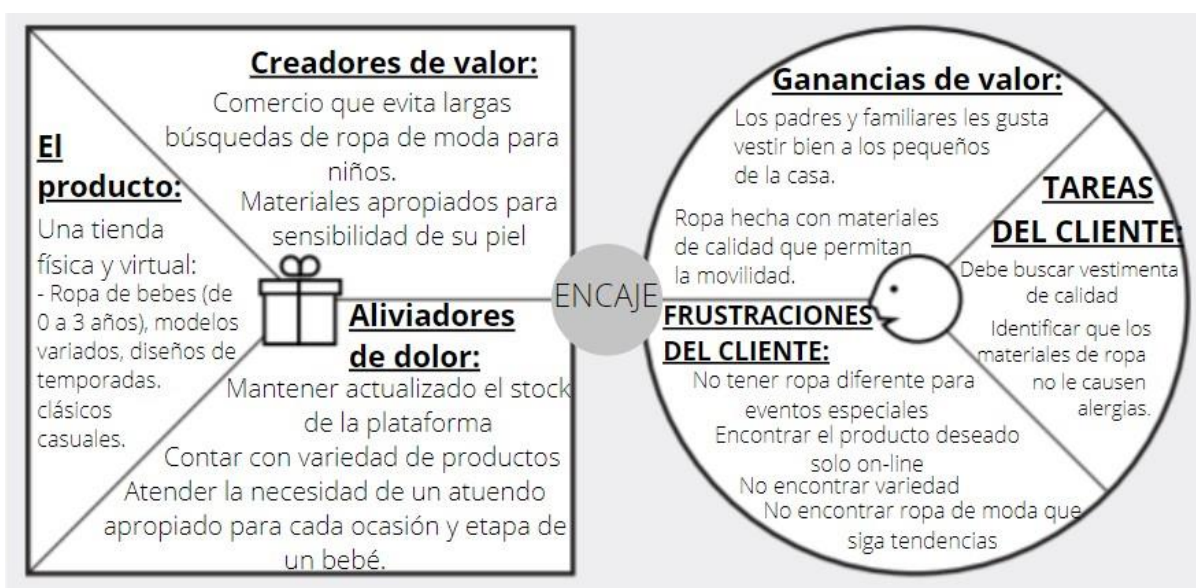 Creadores de valor:
Comercio que evita largas
búsquedas de ropa de moda para
niños.
Materiales apropiados para
sensibilidad de su piel
El
producto:
Una tienda
física y virtual:
- Ropa de bebes (de
0 a 3 años), modelos
variados, diseños de
temporadas.
clásicos
casuales.
Aliviadores
de dolor:
Mantener actualizado el stock
de la plataforma
Contar con variedad de productos
Atender la necesidad de un atuendo
apropiado para cada ocasión y etapa de
un bebé.
ENCAJE
Ganancias de valor:
Los padres y familiares les gusta
vestir bien a los pequeños
de la casa.
Ropa hecha con materiales
de calidad que permitan
la movilidad.
TAREAS
DEL CLIENTE:
Debe buscar vestimenta
de calidad
Identificar que los
materiales de ropa
no le causen
alergias.
FRUSTRACIONES
DEL CLIENTE:
No tener ropa diferente para
eventos especiales
Encontrar el producto deseado
solo on-line
No encontrar variedad
No encontrar ropa de moda que
siga tendencias